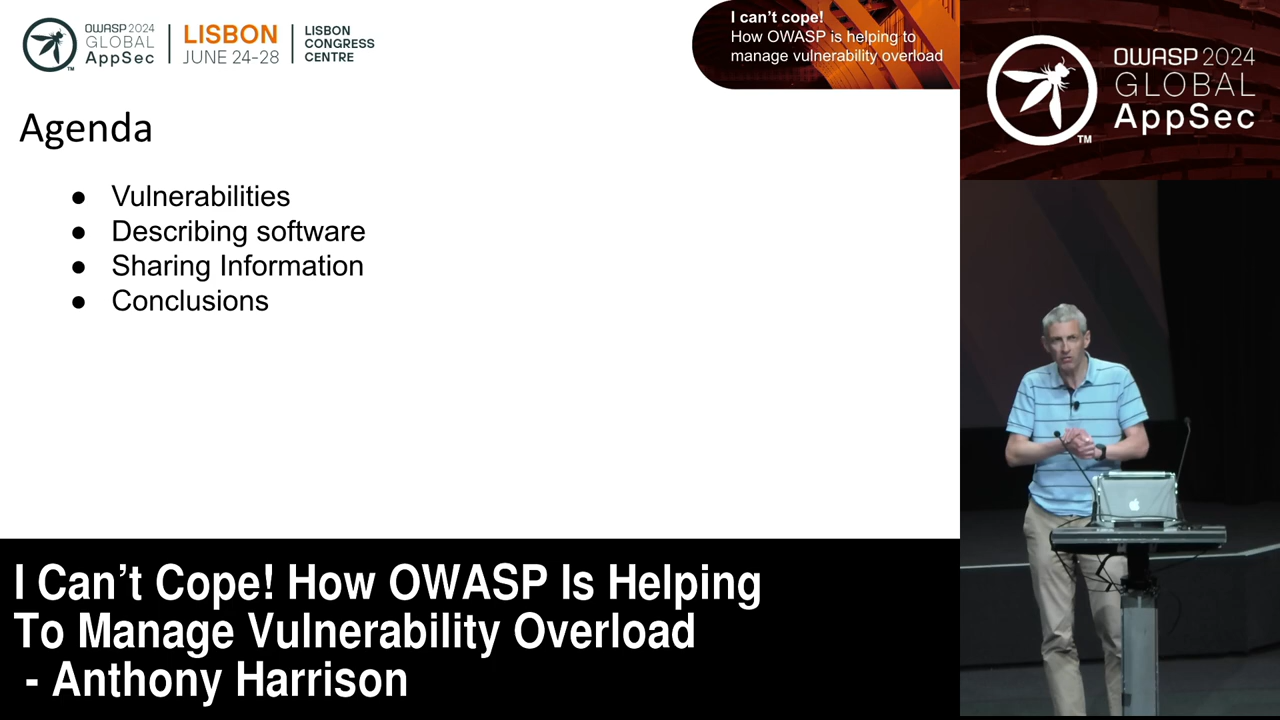 OWASP 2024
GLOBAL
AppSec
TM
LISBON
JUNE 24-28
LISBON
CONGRESS
CENTRE
I can't cope!
How OWASP is helping to
manage vulnerability overload
OWASP 2024
GLOBAL
AppSec
TM
Agenda
● Vulnerabilities
● Describing software
● Sharing Information
● Conclusions
I Can’t Cope! How OWASP Is Helping
To Manage Vulnerability Overload
- Anthony Harrison